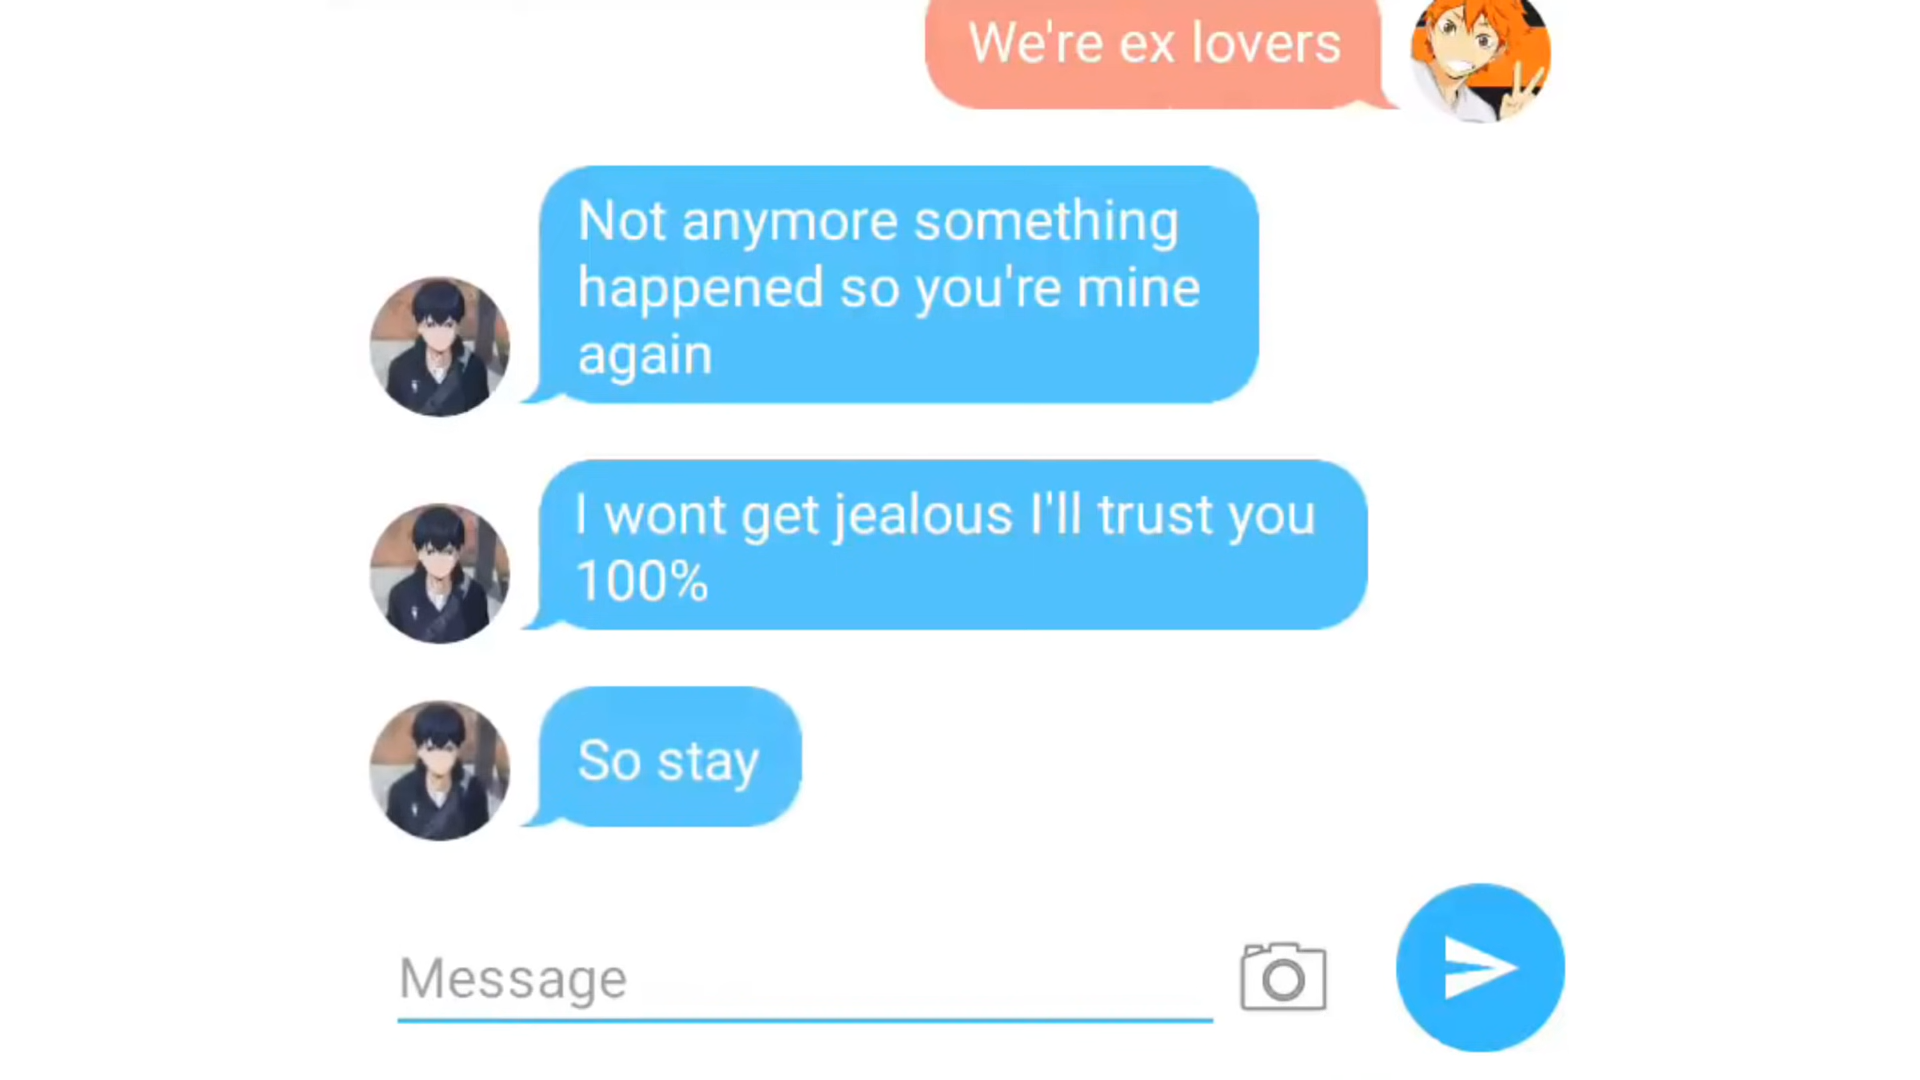 We're ex lovers
Not anymore something
happened so you're mine
again
I wont get jealous I'll trust you
100%
So stay
Message